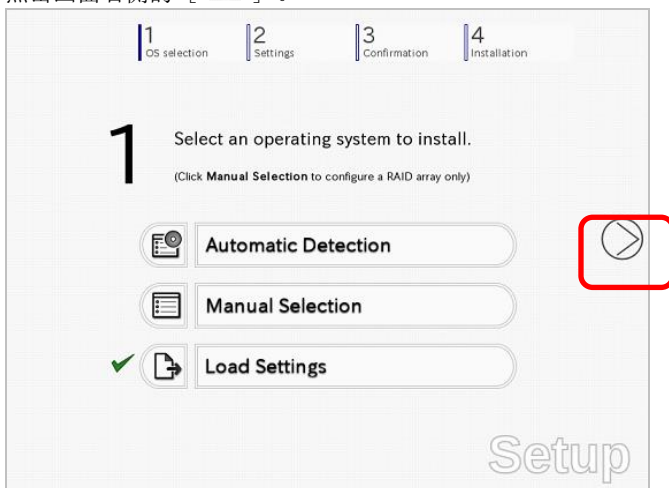 1
OS selection
2
Settings
3
Confirmation
4
Installation
1
Select an operating system to install.
(Click Manual Selection to configure a RAID array only)
Automatic Detection
Manual Selection
Load Settings
Setup